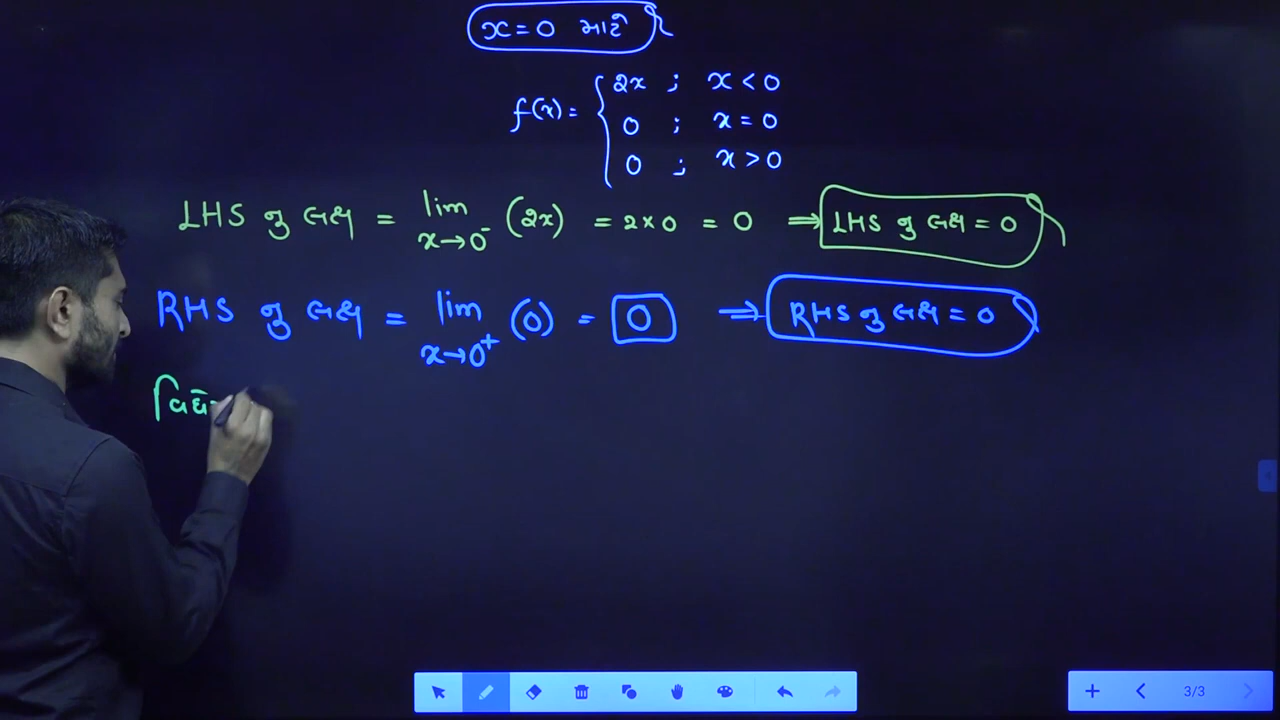 x = 0 માટે
f(x) = { 2x ; x < 0
0 ; x = 0
0 ; x > 0
LHS નુ લક્ષ = lim x→0⁻ (2x) = 2 × 0 = 0 ⇒ LHS નુ લક્ષ = 0
RHS નુ લક્ષ = lim x→0⁺ (0) = 0 ⇒ RHS નુ લક્ષ = 0
3/3